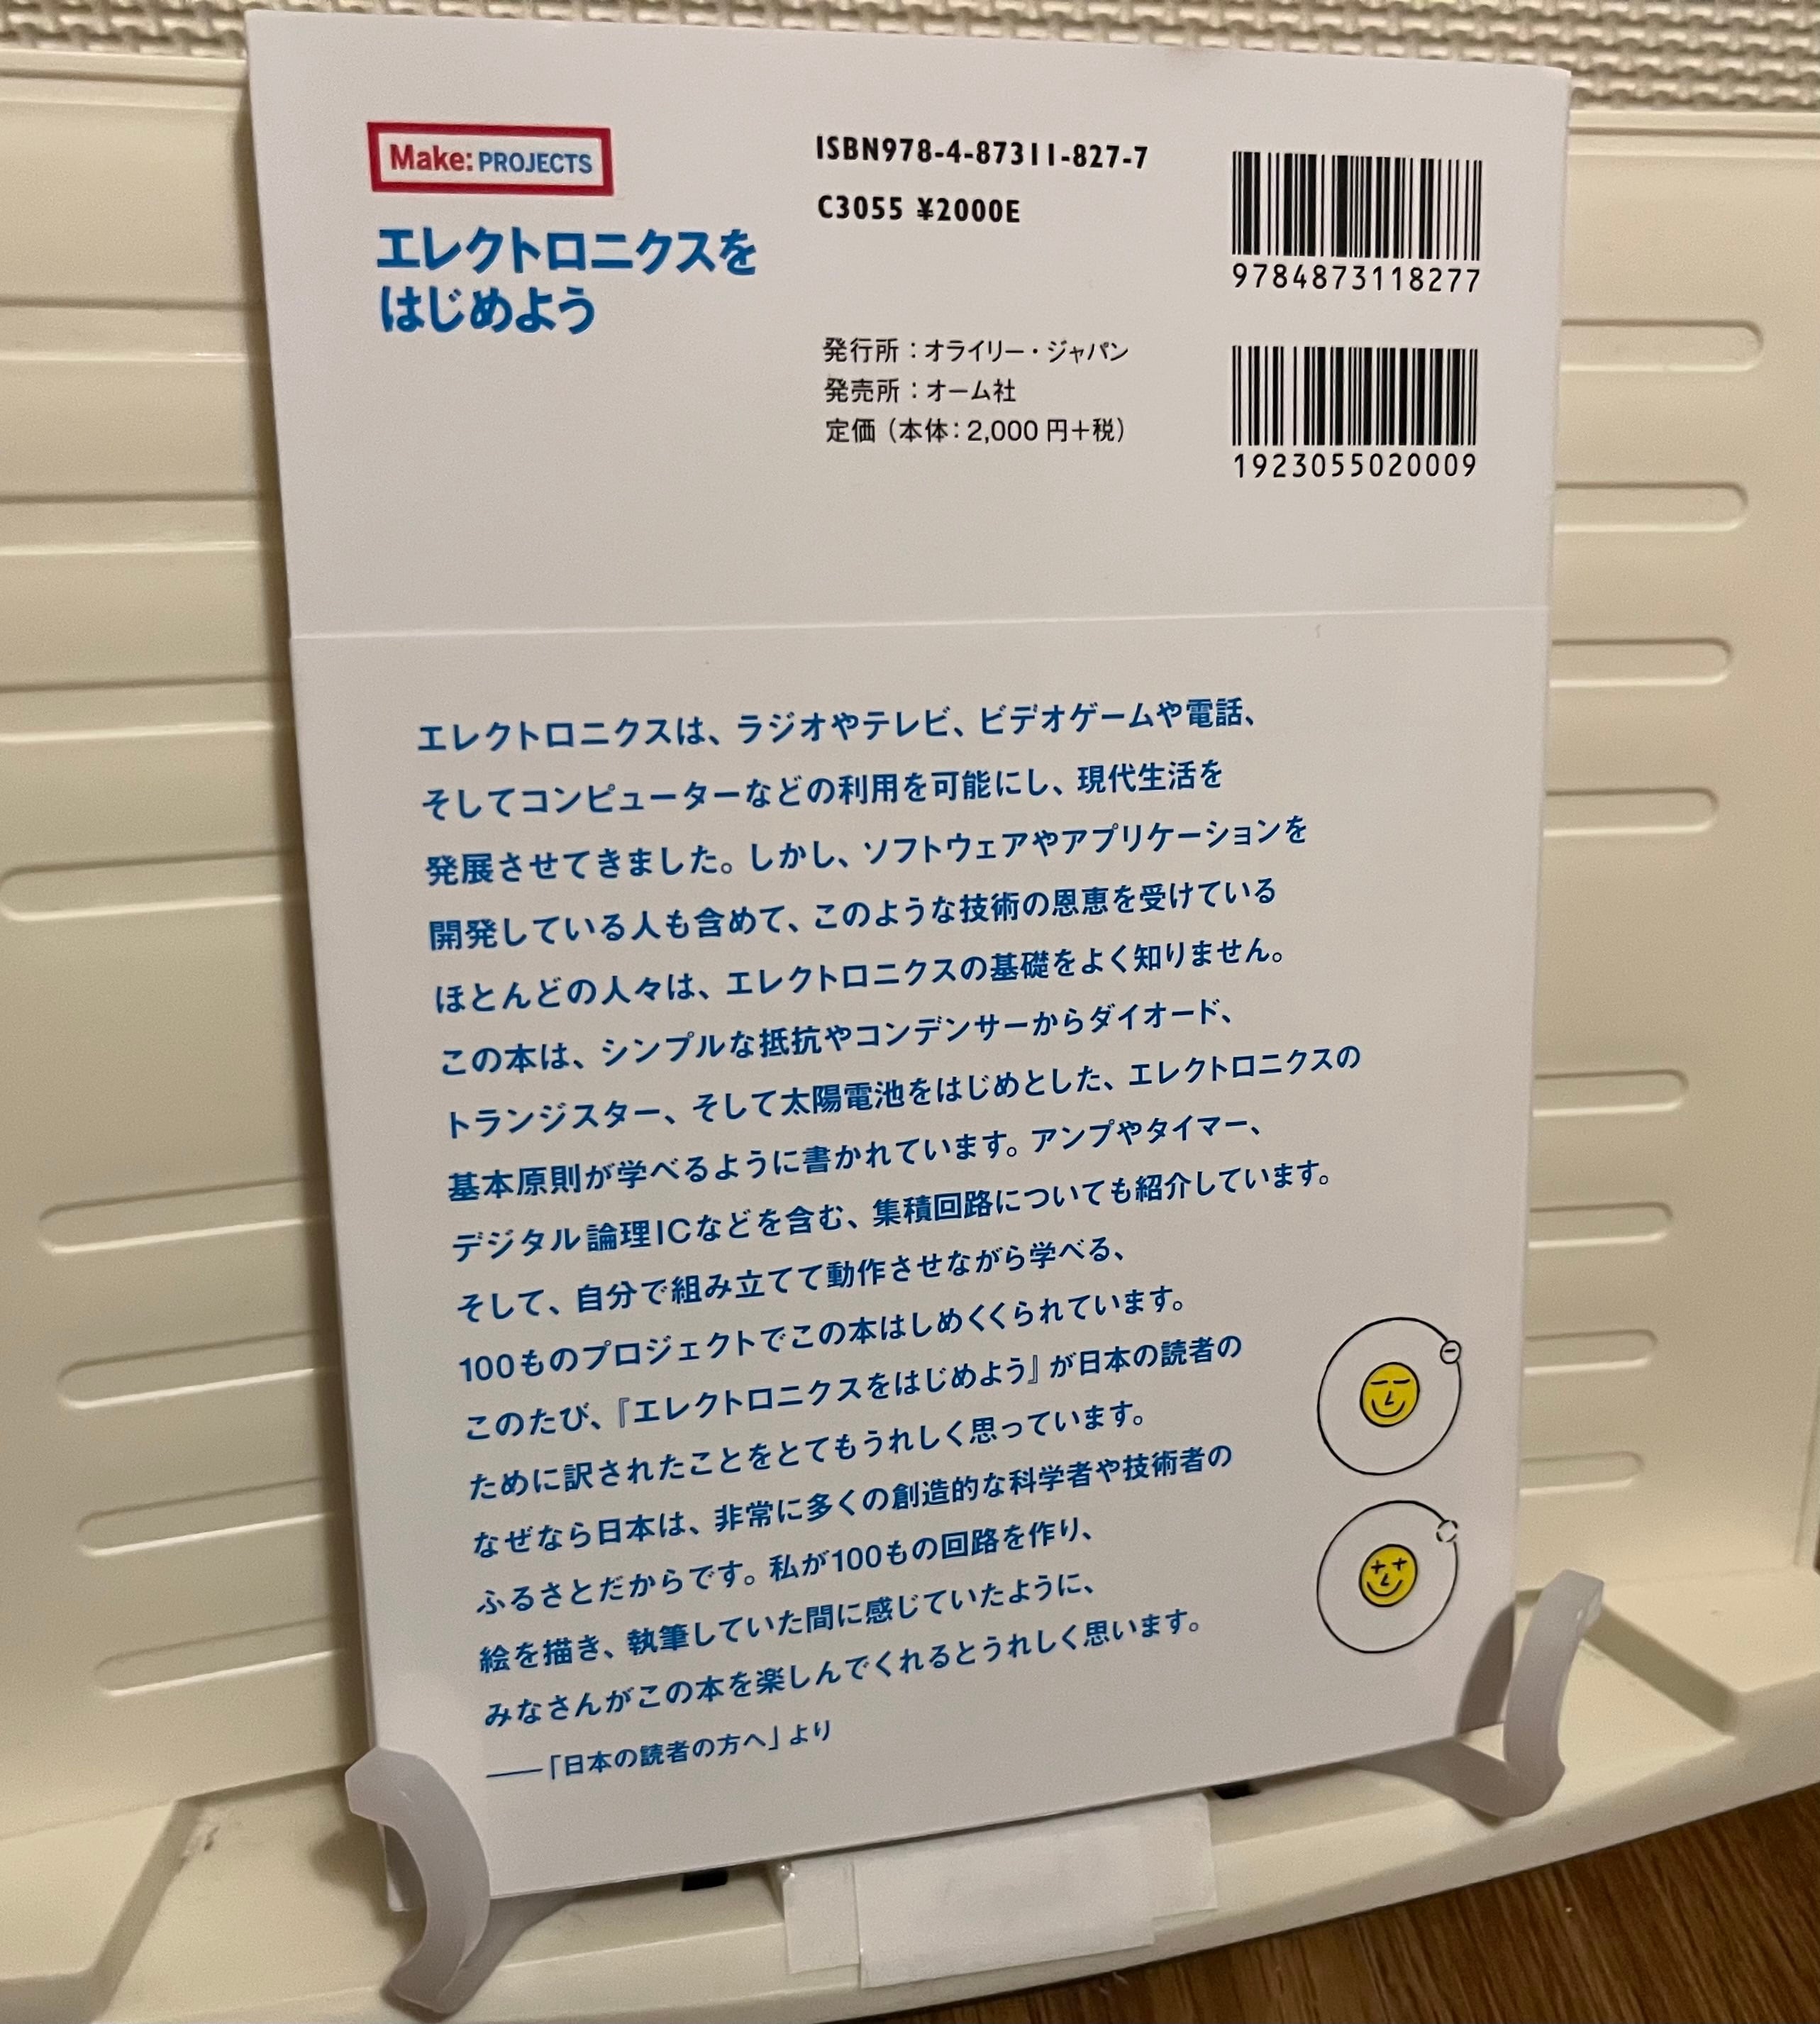 Make: PROJECTS
エレクトロニクスを
はじめよう
ISBN978-4-87311-827-7
C3055 ¥2000E
発行所：オライリー・ジャパン
発売所：オーム社
定価（本体：2,000円＋税）
9784873118277
1923055020009
エレクトロニクスは、ラジオやテレビ、ビデオゲームや電話、
そしてコンピューターなどの利用を可能にし、現代生活を
発展させてきました。しかし、ソフトウェアやアプリケーションを
開発している人も含めて、このような技術の恩恵を受けている
ほとんどの人々は、エレクトロニクスの基礎をよく知りません。
この本は、シンプルな抵抗やコンデンサーからダイオード、
トランジスター、そして太陽電池をはじめとした、エレクトロニクスの
基本原則が学べるように書かれています。アンプやタイマー、
デジタル論理ICなどを含む、集積回路についても紹介しています。
そして、自分で組み立てて動作させながら学べる、
100ものプロジェクトでこの本はしめくくられています。
このたび、『エレクトロニクスをはじめよう』が日本の読者の
ために訳されたことをとてもうれしく思っています。
なぜなら日本は、非常に多くの創造的な科学者や技術者の
ふるさとだからです。私が100もの回路を作り、
絵を描き、執筆していた間に感じていたように、
みなさんがこの本を楽しんでくれるとうれしく思います。
――「日本の読者の方へ」より